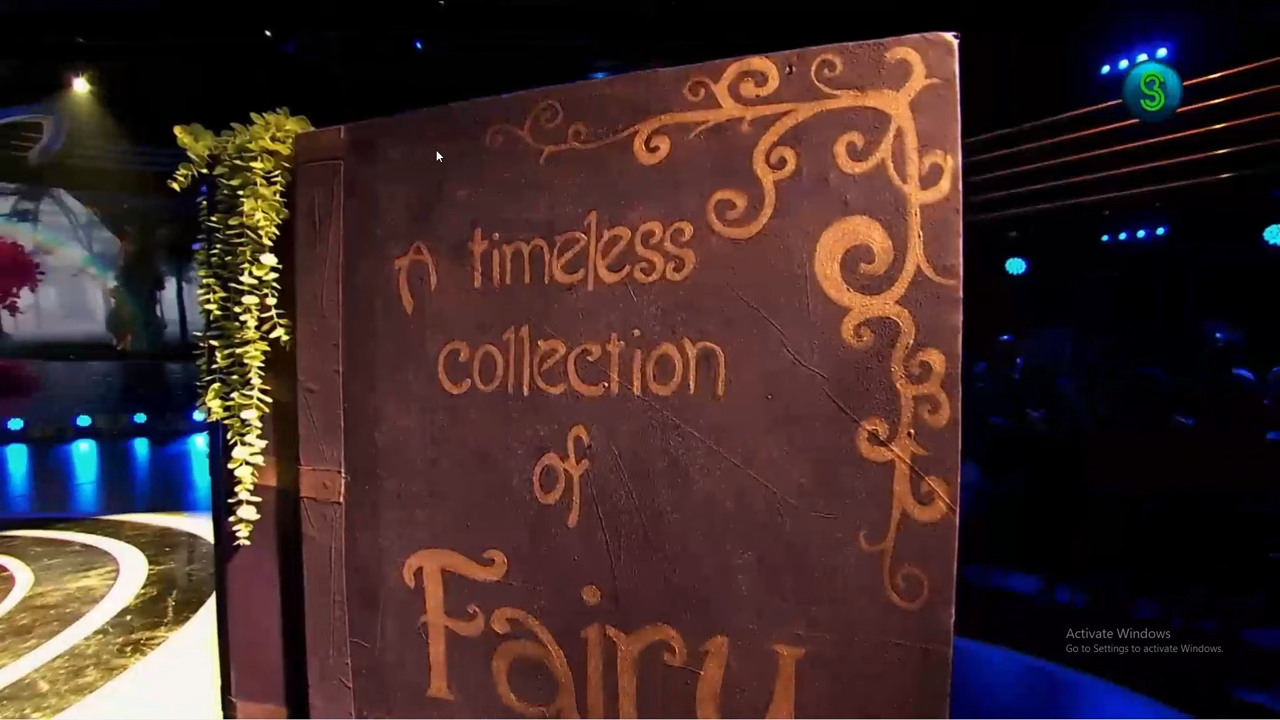 A timeless
collection
of
Fairy
S
Activate Windows
Go to Settings to activate Windows.